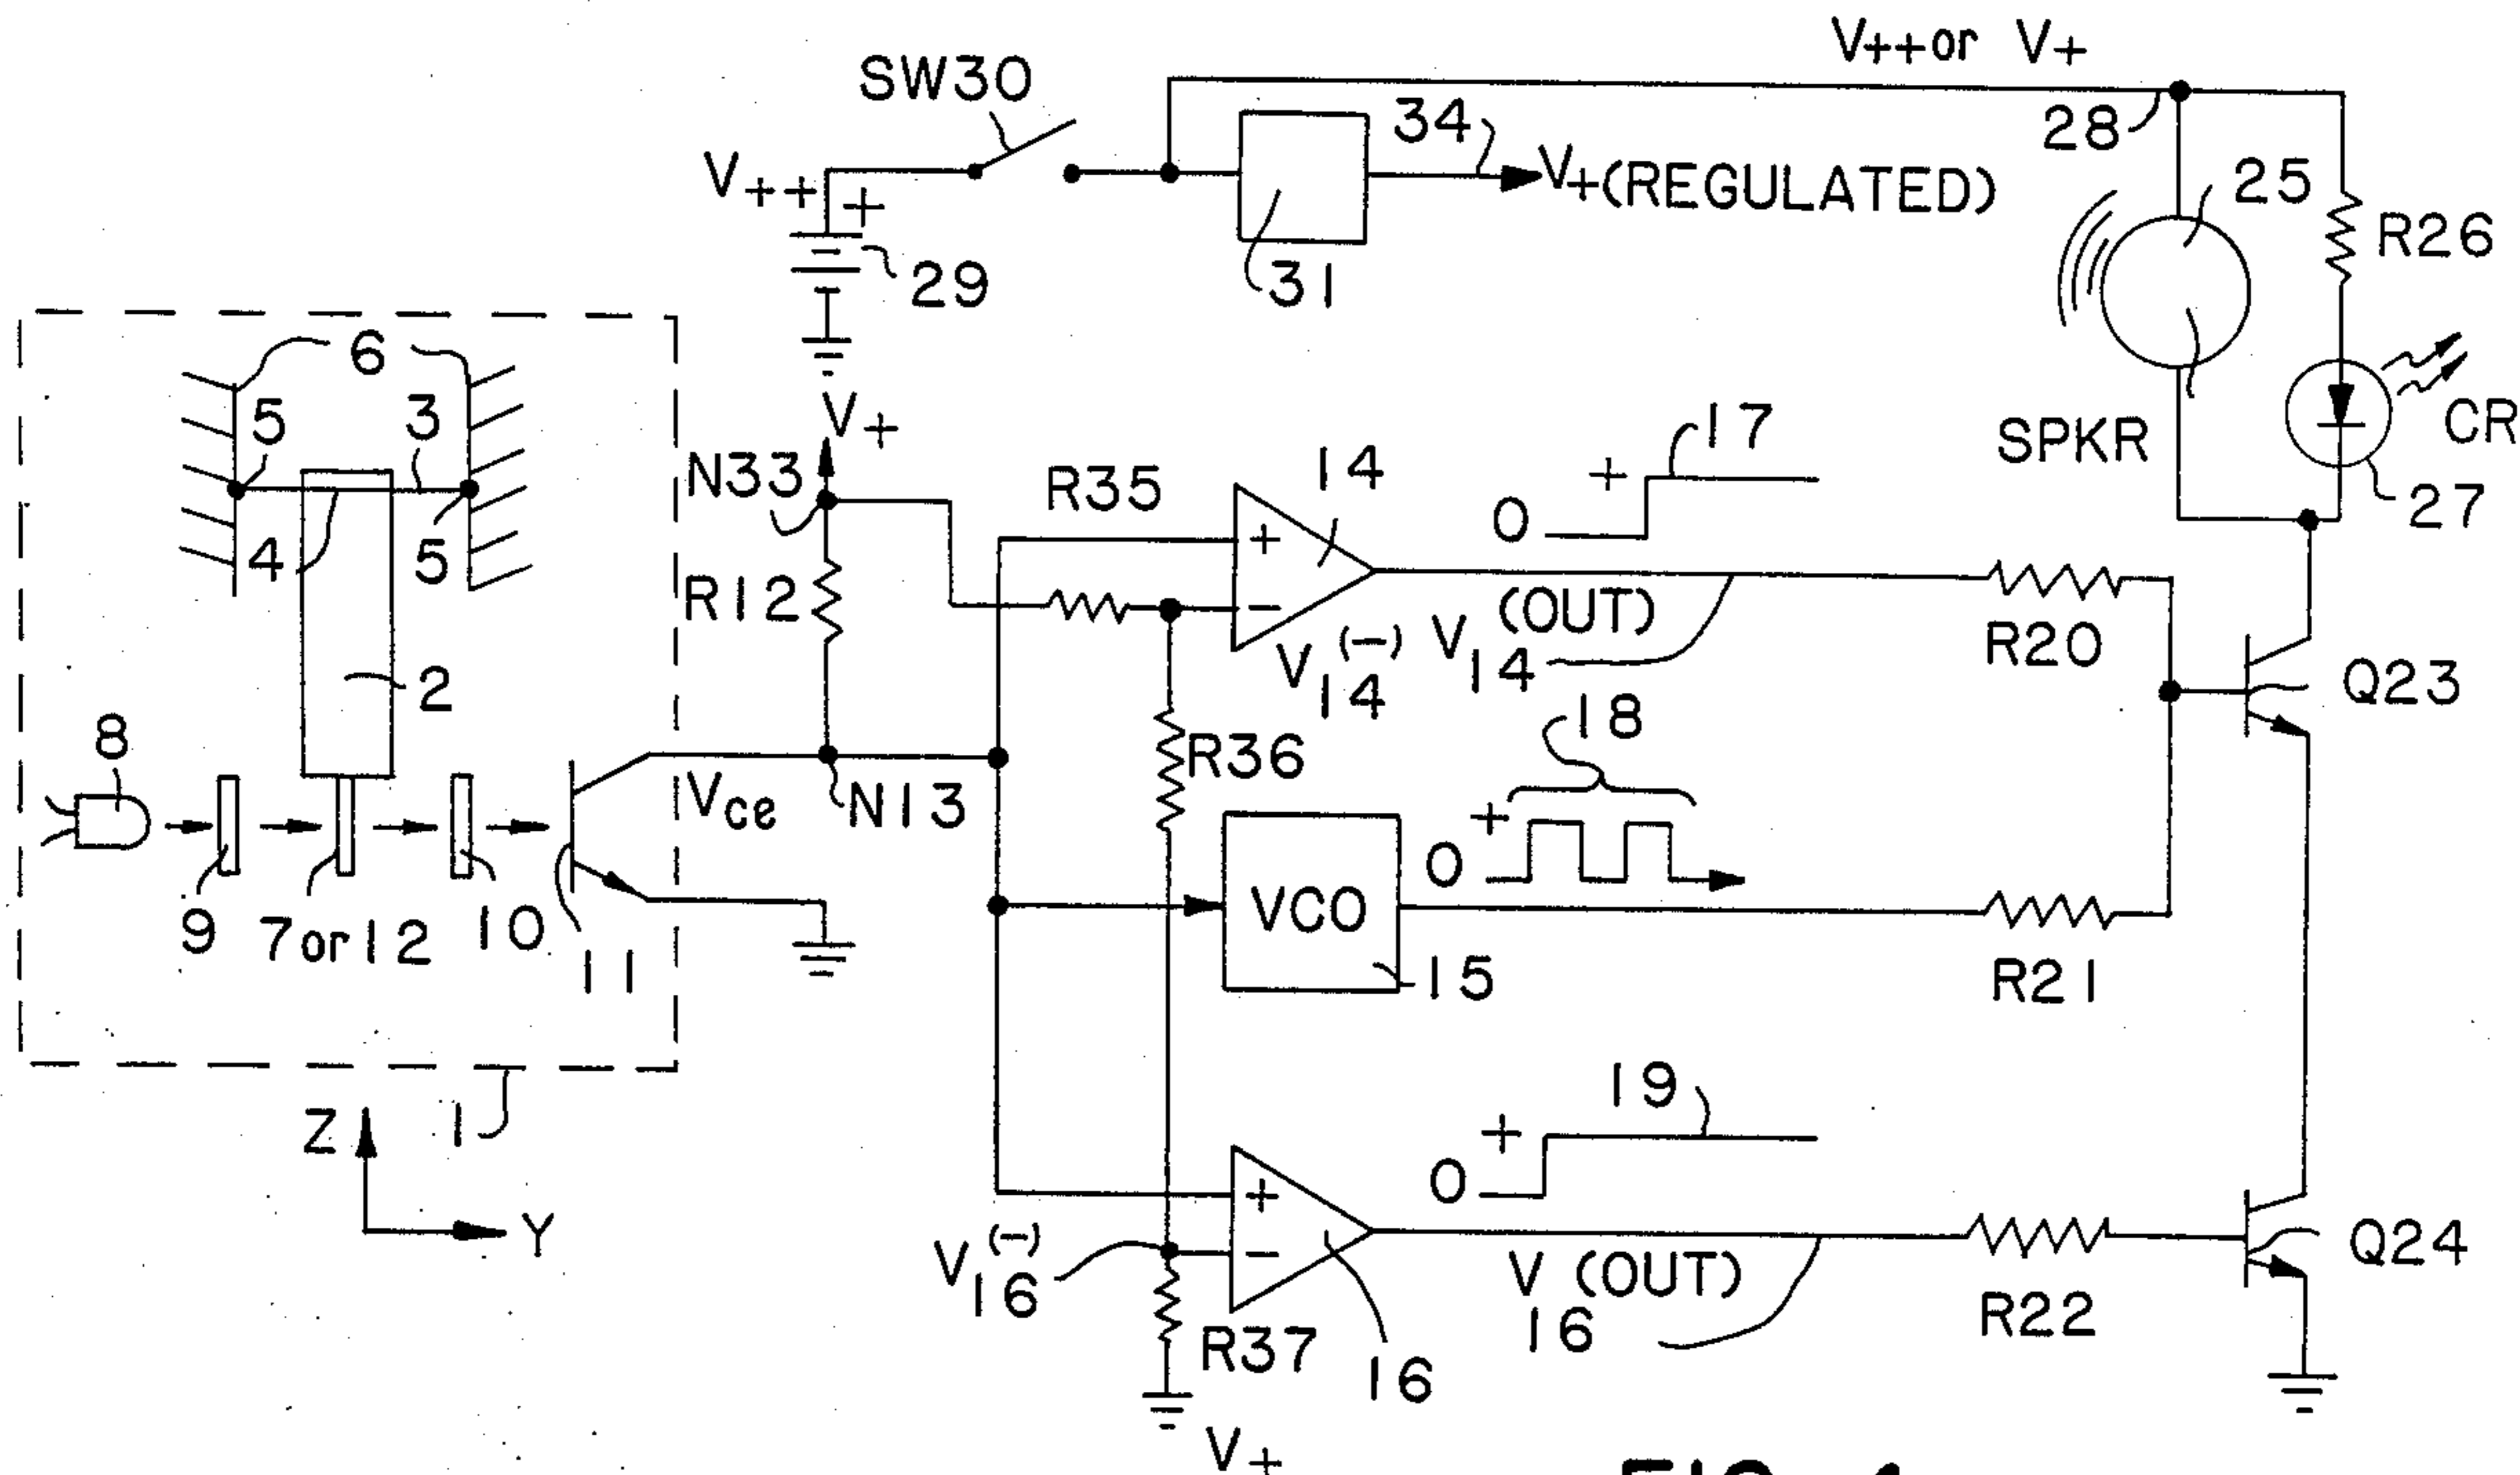 V++ or V+
SW30
34
28
V++
+
V+(REGULATED)
25
R26
29
31
6
V+
5
3
17
CR
SPKR
N33
R35
14
+
0
27
4
5
R12
+
-
(OUT)
V14
(-)
V14
R20
2
Q23
18
8
R36
Vce
N13
+
0
VCO
9
7or12
10
11
15
R21
Z
1
19
+
0
Y
+
-
(-)
V16
V (OUT)
16
Q24
R22
R37
16
V+